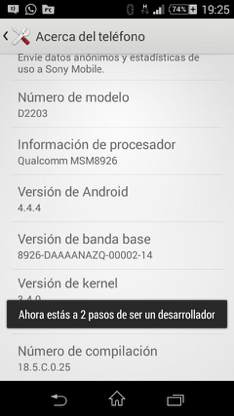 74% 19:25
Acerca del teléfono
Envíe datos anónimos y estadísticas de
uso a Sony Mobile.
Número de modelo
D2203
Información de procesador
Qualcomm MSM8926
Versión de Android
4.4.4
Versión de banda base
8926-DAAAANAZQ-00002-14
Versión de kernel
3.4.0
Ahora estás a 2 pasos de ser un desarrollador
Número de compilación
18.5.C.0.25